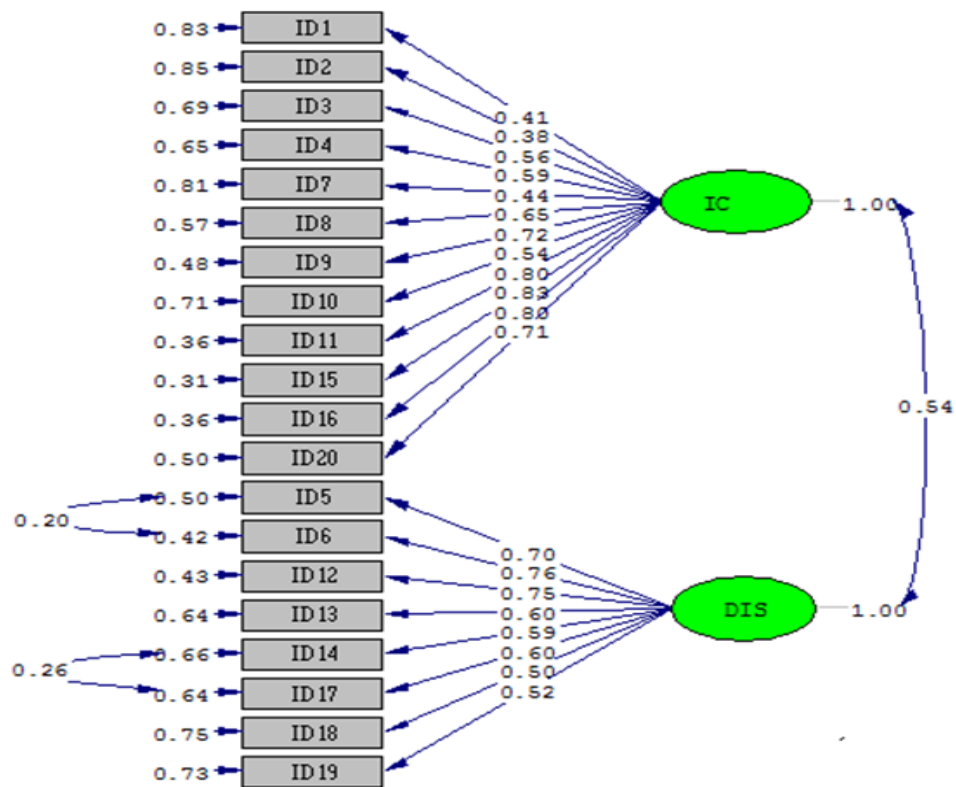 0.83 ID1
0.85 ID2
0.69 ID3
0.41
0.38
0.65 ID4
0.56
0.59
0.81 ID7
0.44
IC 1.00
0.57 ID8
0.65
0.72
0.48 ID9
0.54
0.80
0.71 ID10
0.83
0.80
0.36 ID11
0.71
0.31 ID15
0.54
0.36 ID16
0.50 ID20
0.50 ID5
0.20
0.42 ID6
0.70
0.76
0.43 ID12
0.75
0.60
DIS 1.00
0.64 ID13
0.59
0.66 ID14
0.60
0.26
0.50
0.64 ID17
0.52
0.75 ID18
0.73 ID19